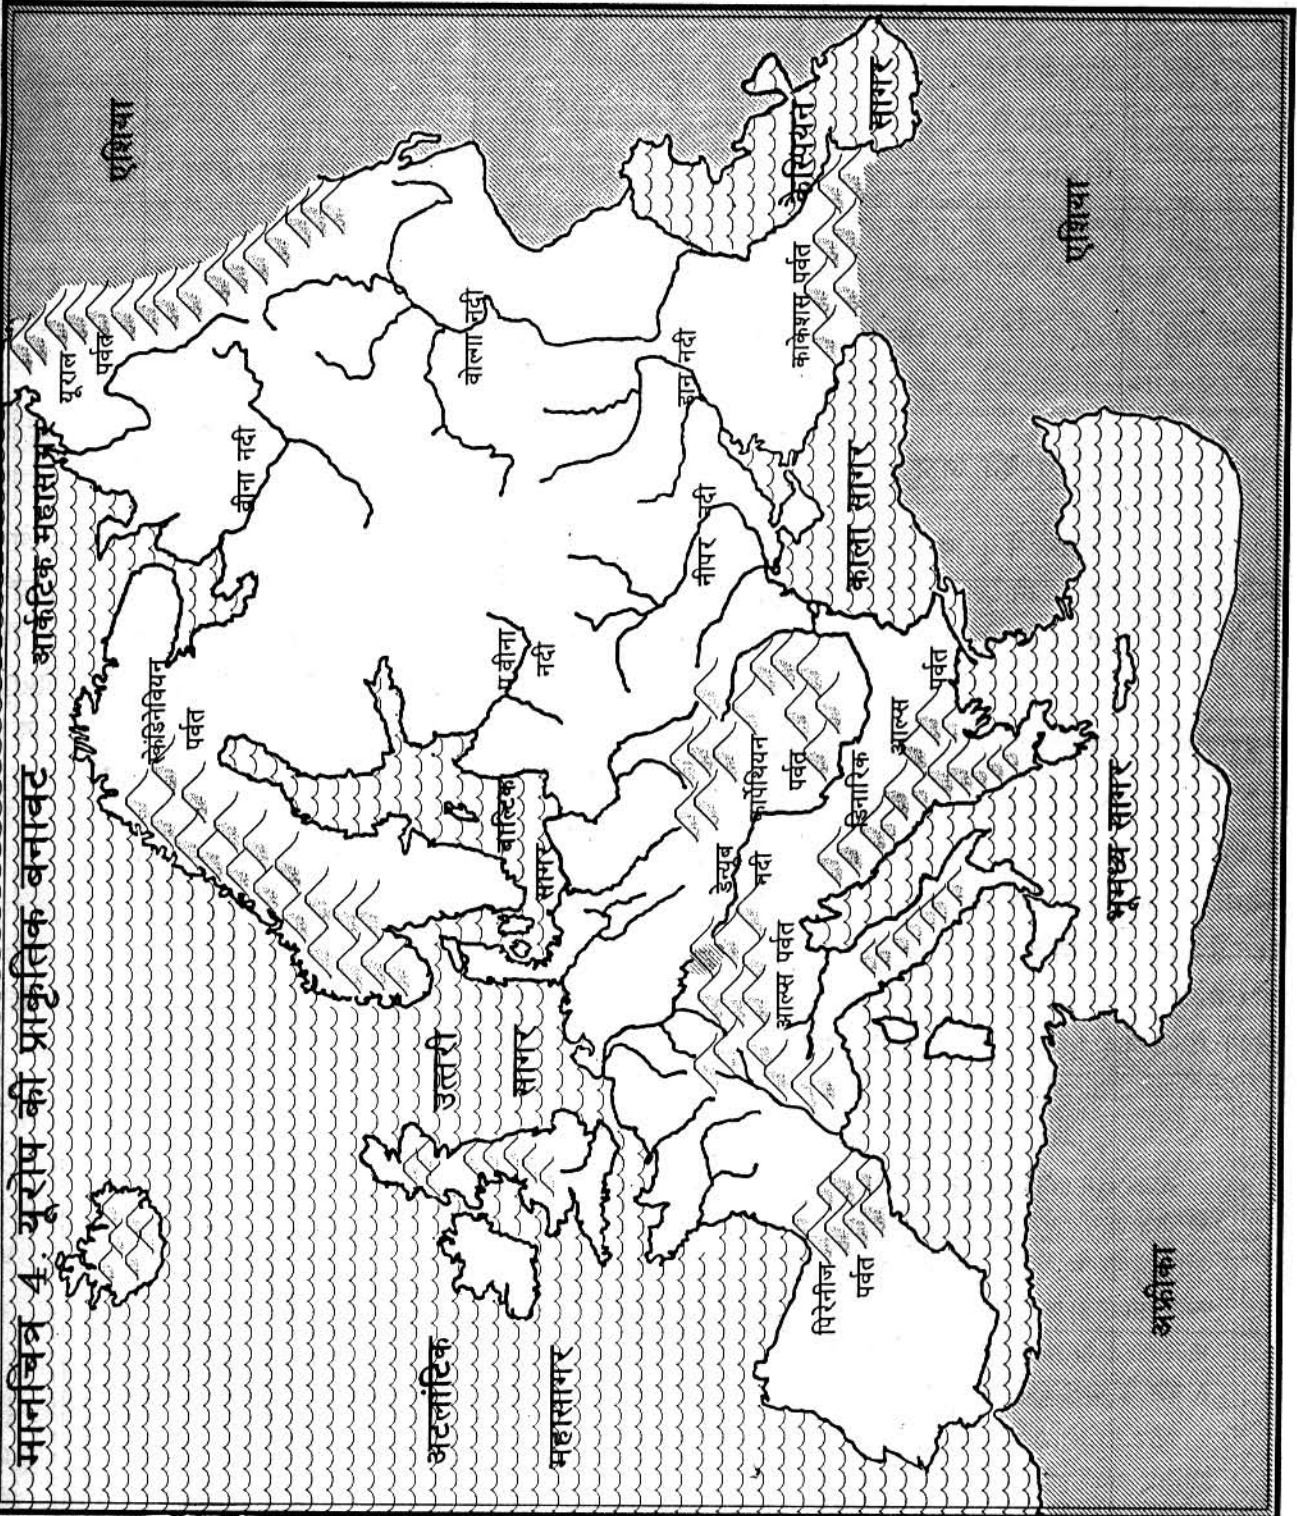 मानचित्र 4. यूरोप की प्राकृतिक बनावट
आर्कटिक महासागर
एशिया
यूराल
पर्वत
बीना नदी
स्केंडिनेवियन
पर्वत
वोल्गा नदी
डान नदी
नीपर नदी
प.बीना
नदी
बाल्टिक
सागर
उत्तरी
सागर
अटलांटिक
महासागर
केस्पियन
सागर
काकेशस पर्वत
काला सागर
एशिया
कार्पेथियन
पर्वत
डेन्यूब
नदी
डिनारिक
आल्प्स
पर्वत
आल्प्स पर्वत
पिरेनीज
पर्वत
भूमध्य सागर
अफ्रीका